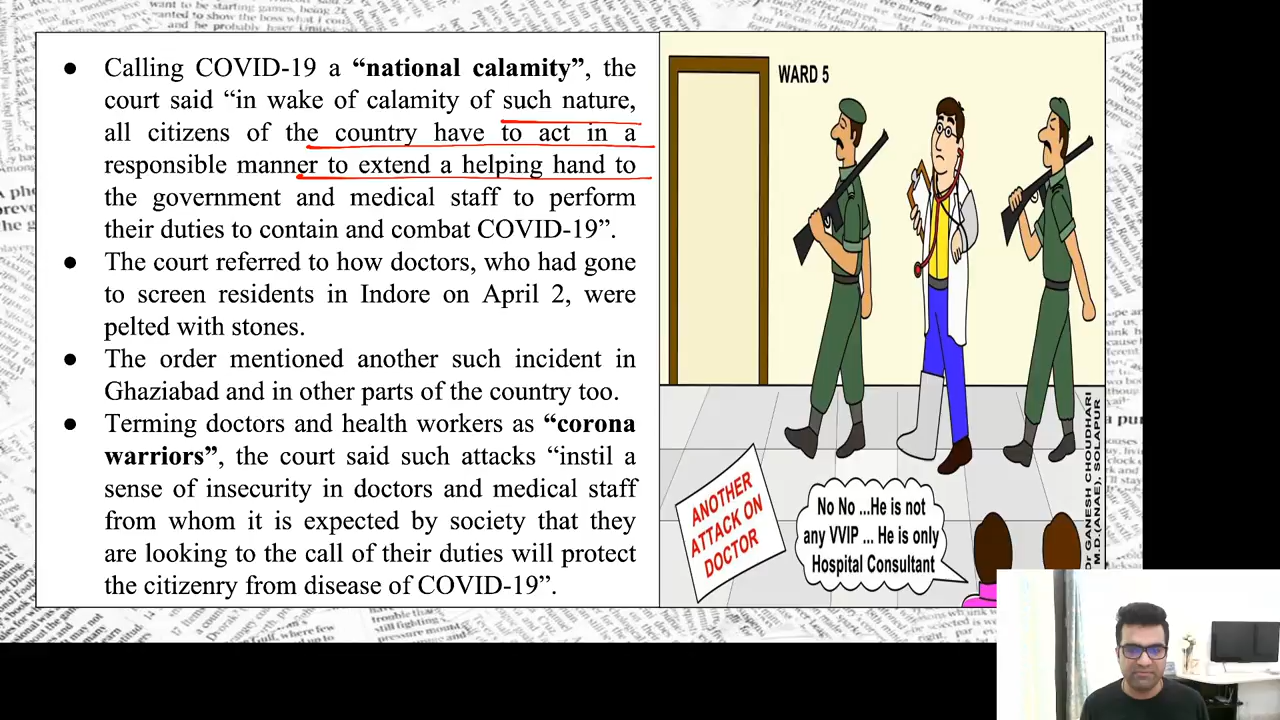 ● Calling COVID-19 a “national calamity”, the
court said “in wake of calamity of such nature,
all citizens of the country have to act in a
responsible manner to extend a helping hand to
the government and medical staff to perform
their duties to contain and combat COVID-19”.
● The court referred to how doctors, who had gone
to screen residents in Indore on April 2, were
pelted with stones.
● The order mentioned another such incident in
Ghaziabad and in other parts of the country too.
● Terming doctors and health workers as “corona
warriors”, the court said such attacks “instil a
sense of insecurity in doctors and medical staff
from whom it is expected by society that they
are looking to the call of their duties will protect
the citizenry from disease of COVID-19”.
WARD 5
ANOTHER
ATTACK ON
DOCTOR
No No ...He is not
any VVIP ... He is only
Hospital Consultant
Dr GANESH CHOUDHARI
M.D.(ANAE), SOLAPUR